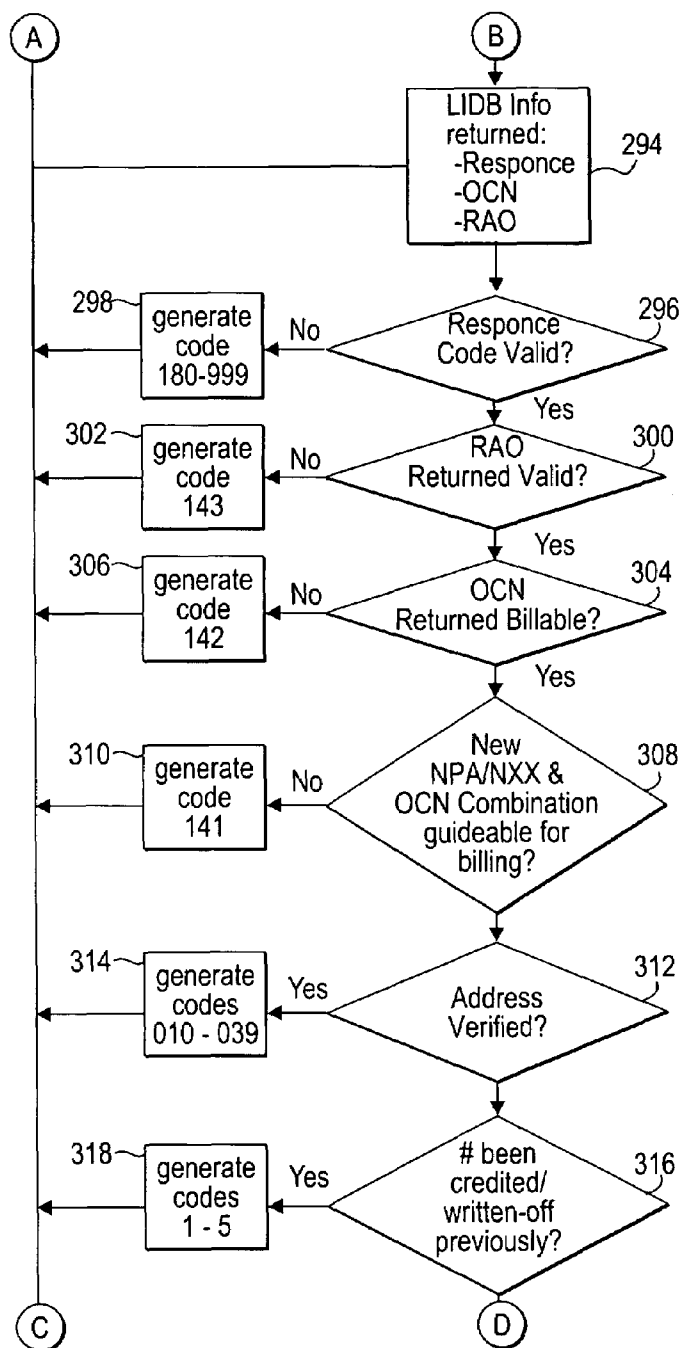 A
B
LIDB Info
returned:
-Responce
-OCN
-RAO
294
298
generate
code
180-999
No
Responce
Code Valid?
296
Yes
302
generate
code
143
No
RAO
Returned Valid?
300
Yes
306
generate
code
142
No
OCN
Returned Billable?
304
Yes
310
generate
code
141
No
New
NPA/NXX &
OCN Combination
guideable for
billing?
308
314
generate
codes
010 - 039
Yes
Address
Verified?
312
318
generate
codes
1 - 5
Yes
# been
credited/
written-off
previously?
316
C
D